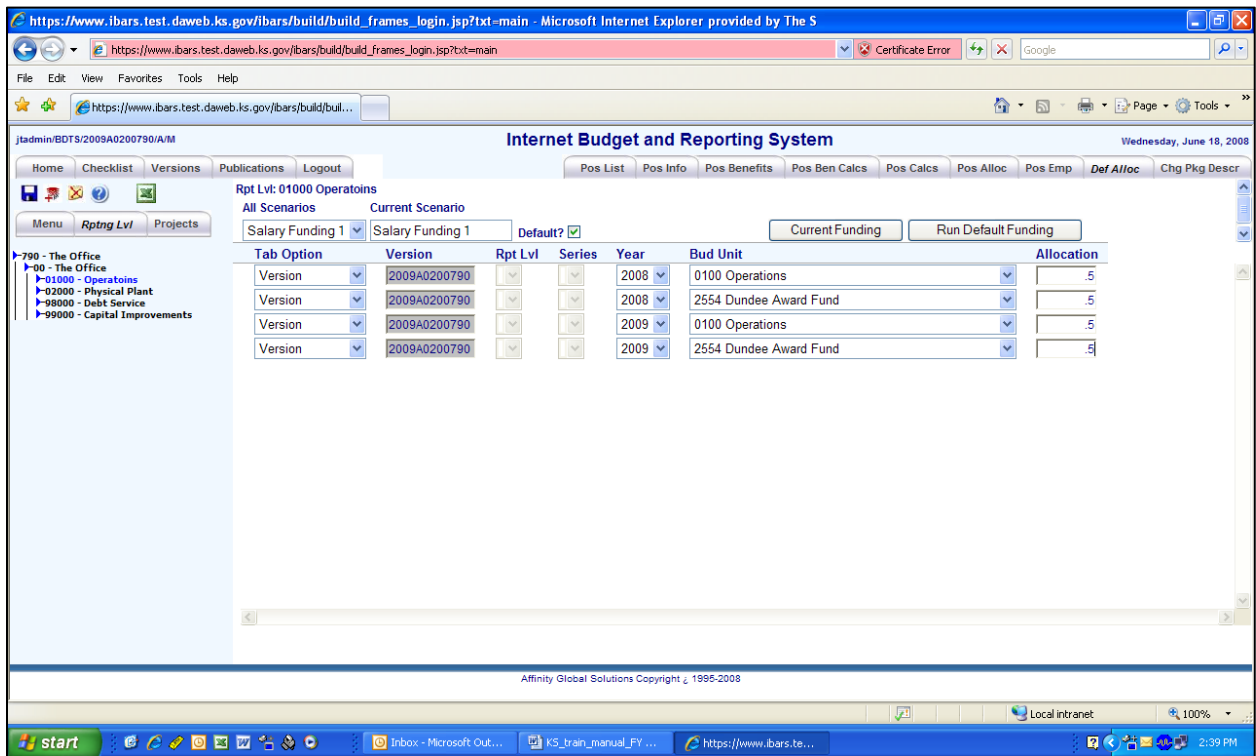 https://www.ibars.test.daweb.ks.gov/ibars/build/build_frames_login.jsp?txt=main - Microsoft Internet Explorer provided by The S
https://www.ibars.test.daweb.ks.gov/ibars/build/build_frames_login.jsp?txt=main Certificate Error Google
File Edit View Favorites Tools Help
https://www.ibars.test.daweb.ks.gov/ibars/build/buil... Page Tools »
jtadmin/BDTS/2009A0200790/A/M Internet Budget and Reporting System Wednesday, June 18, 2008
Home Checklist Versions Publications Logout Pos List Pos Info Pos Benefits Pos Ben Calcs Pos Calcs Pos Alloc Pos Emp Def Alloc Chg Pkg Descr
Rpt Lvl: 01000 Operatoins
All Scenarios Current Scenario
Menu Rptng Lvl Projects Salary Funding 1 Salary Funding 1 Default? Current Funding Run Default Funding
790 - The Office
00 - The Office
01000 - Operatoins
02000 - Physical Plant
98000 - Debt Service
99000 - Capital Improvements
Tab Option Version Rpt Lvl Series Year Bud Unit Allocation
Version 2009A0200790 2008 0100 Operations .5
Version 2009A0200790 2008 2554 Dundee Award Fund .5
Version 2009A0200790 2009 0100 Operations .5
Version 2009A0200790 2009 2554 Dundee Award Fund .5
Affinity Global Solutions Copyright ¿ 1995-2008
Local intranet 100%
start Inbox - Microsoft Out... KS_train_manual_FY ... https://www.ibars.te... 2:39 PM